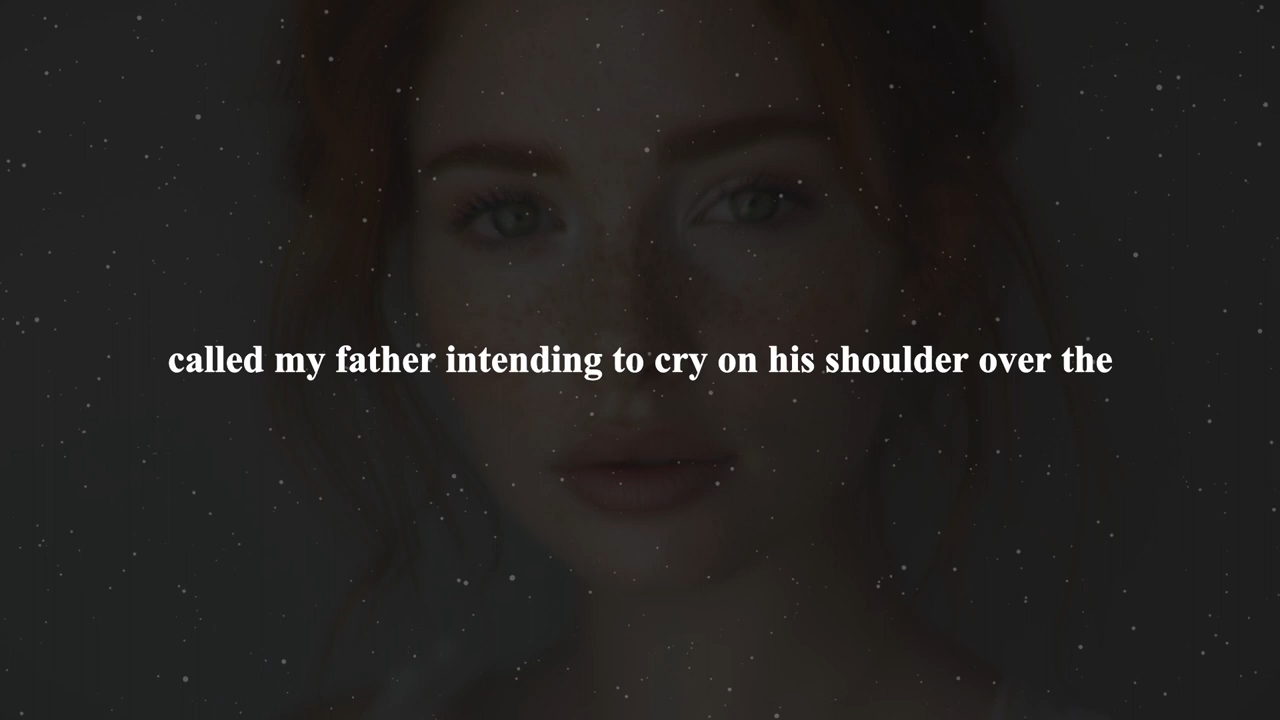 called my father intending to cry on his shoulder over the